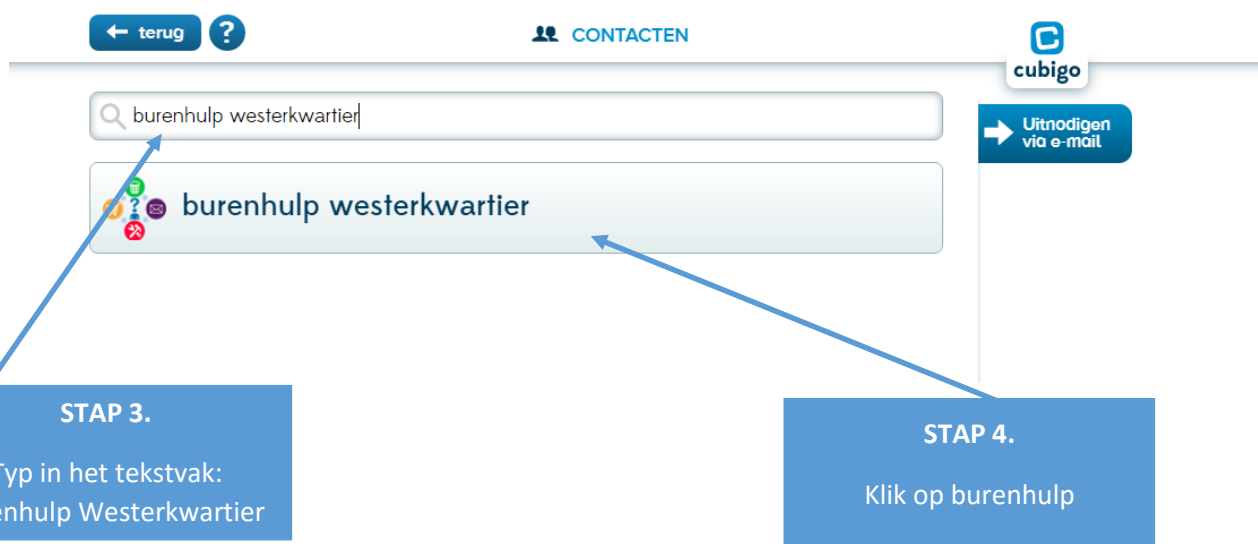 terug
?
CONTACTEN
cubigo
burenhulp westerkwartier
Uitnodigen
via e-mail
burenhulp westerkwartier
STAP 3.
Typ in het tekstvak:
enhulp Westerkwartier
STAP 4.
Klik op burenhulp